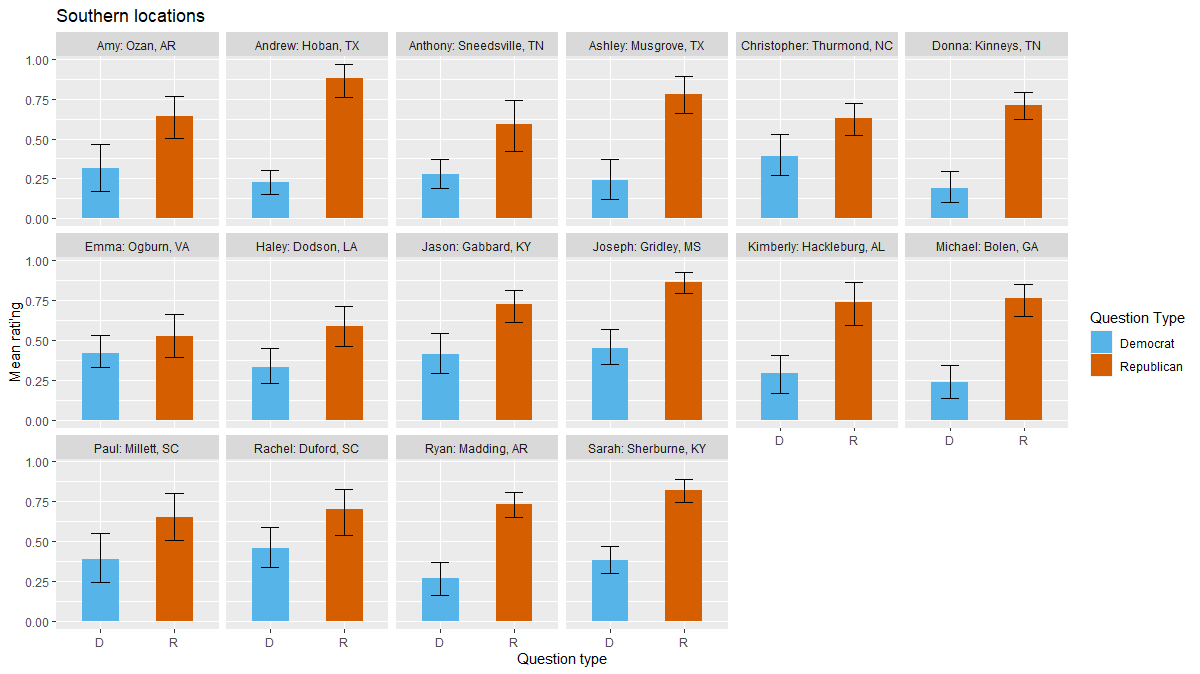 Southern locations
Amy: Ozan, AR
Andrew: Hoban, TX
Anthony: Sneedsville, TN
Ashley: Musgrove, TX
Christopher: Thurmond, NC
Donna: Kinneys, TN
1.00
0.75
0.50
0.25
0.00
Emma: Ogburn, VA
Haley: Dodson, LA
Jason: Gabbard, KY
Joseph: Gridley, MS
Kimberly: Hackleburg, AL
Michael: Bolen, GA
1.00
0.75
0.50
0.25
0.00
Mean rati'ng
D
R
D
R
Paul: Millett, SC
Rachel: Duford, SC
Ryan: Madding, AR
Sarah: Sherburne, KY
1.00
0.75
0.50
0.25
0.00
D
R
D
R
D
R
D
R
Question type
Question Type
Democrat
Republican